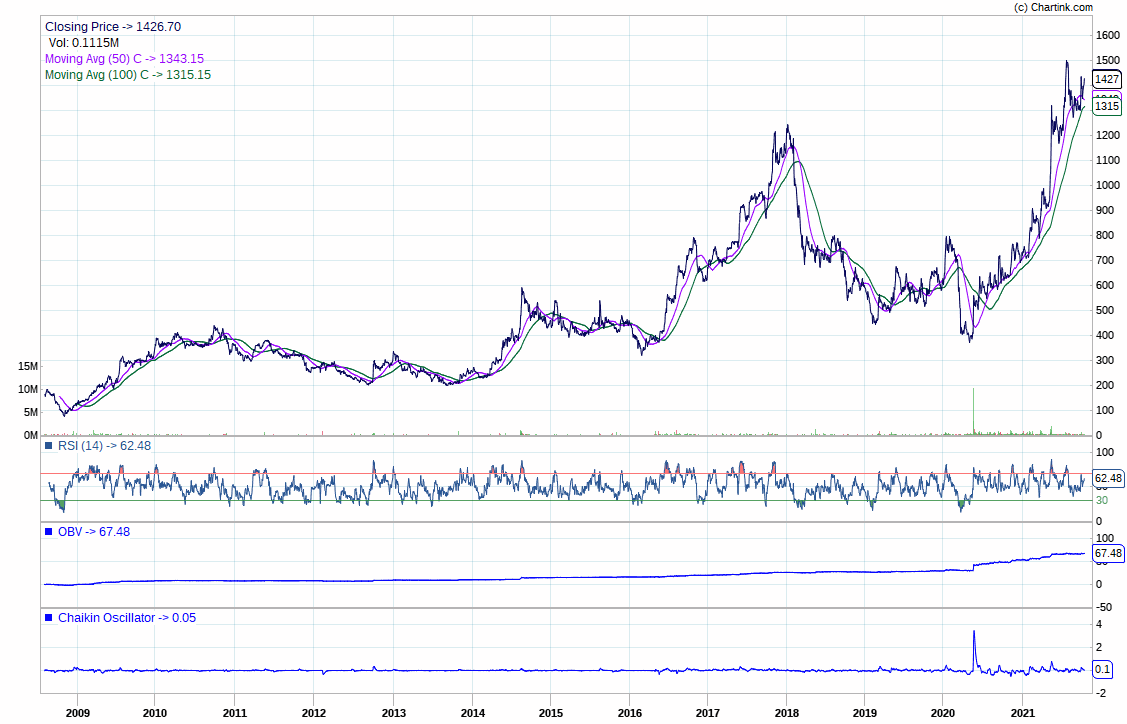 (c) Chartink.com
Closing Price -> 1426.70
Vol: 0.1115M
Moving Avg (50) C -> 1343.15
Moving Avg (100) C -> 1315.15
1600
1500
1427
1315
1200
1100
1000
900
800
700
600
500
400
300
200
100
0
15M
10M
5M
0M
RSI (14) -> 62.48
100
62.48
30
0
OBV -> 67.48
100
67.48
0
-50
Chaikin Oscillator -> 0.05
4
2
0.1
-2
2009 2010 2011 2012 2013 2014 2015 2016 2017 2018 2019 2020 2021